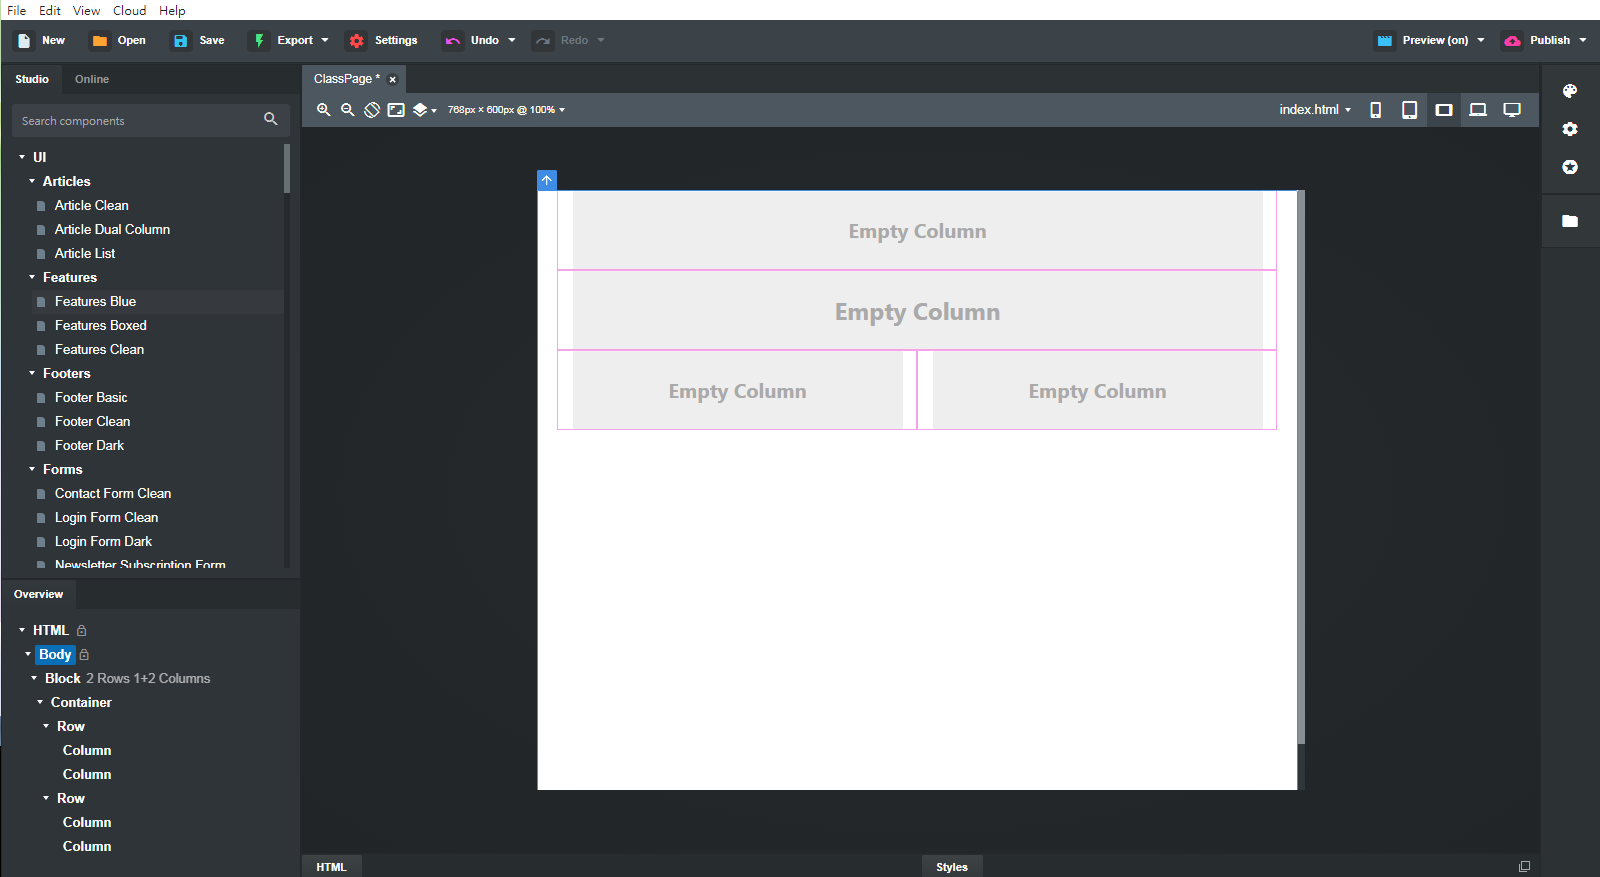 File Edit View Cloud Help
New Open Save Export Settings Undo Redo Preview (on) Publish
Studio Online
ClassPage *
Search components
768px × 600px @ 100%
index.html
UI
Articles
Article Clean
Article Dual Column
Article List
Features
Features Blue
Features Boxed
Features Clean
Footers
Footer Basic
Footer Clean
Footer Dark
Forms
Contact Form Clean
Login Form Clean
Login Form Dark
Newsletter Subscription Form
Overview
HTML
Body
Block 2 Rows 1+2 Columns
Container
Row
Column
Column
Row
Column
Column
Empty Column
Empty Column
Empty Column Empty Column
HTML
Styles